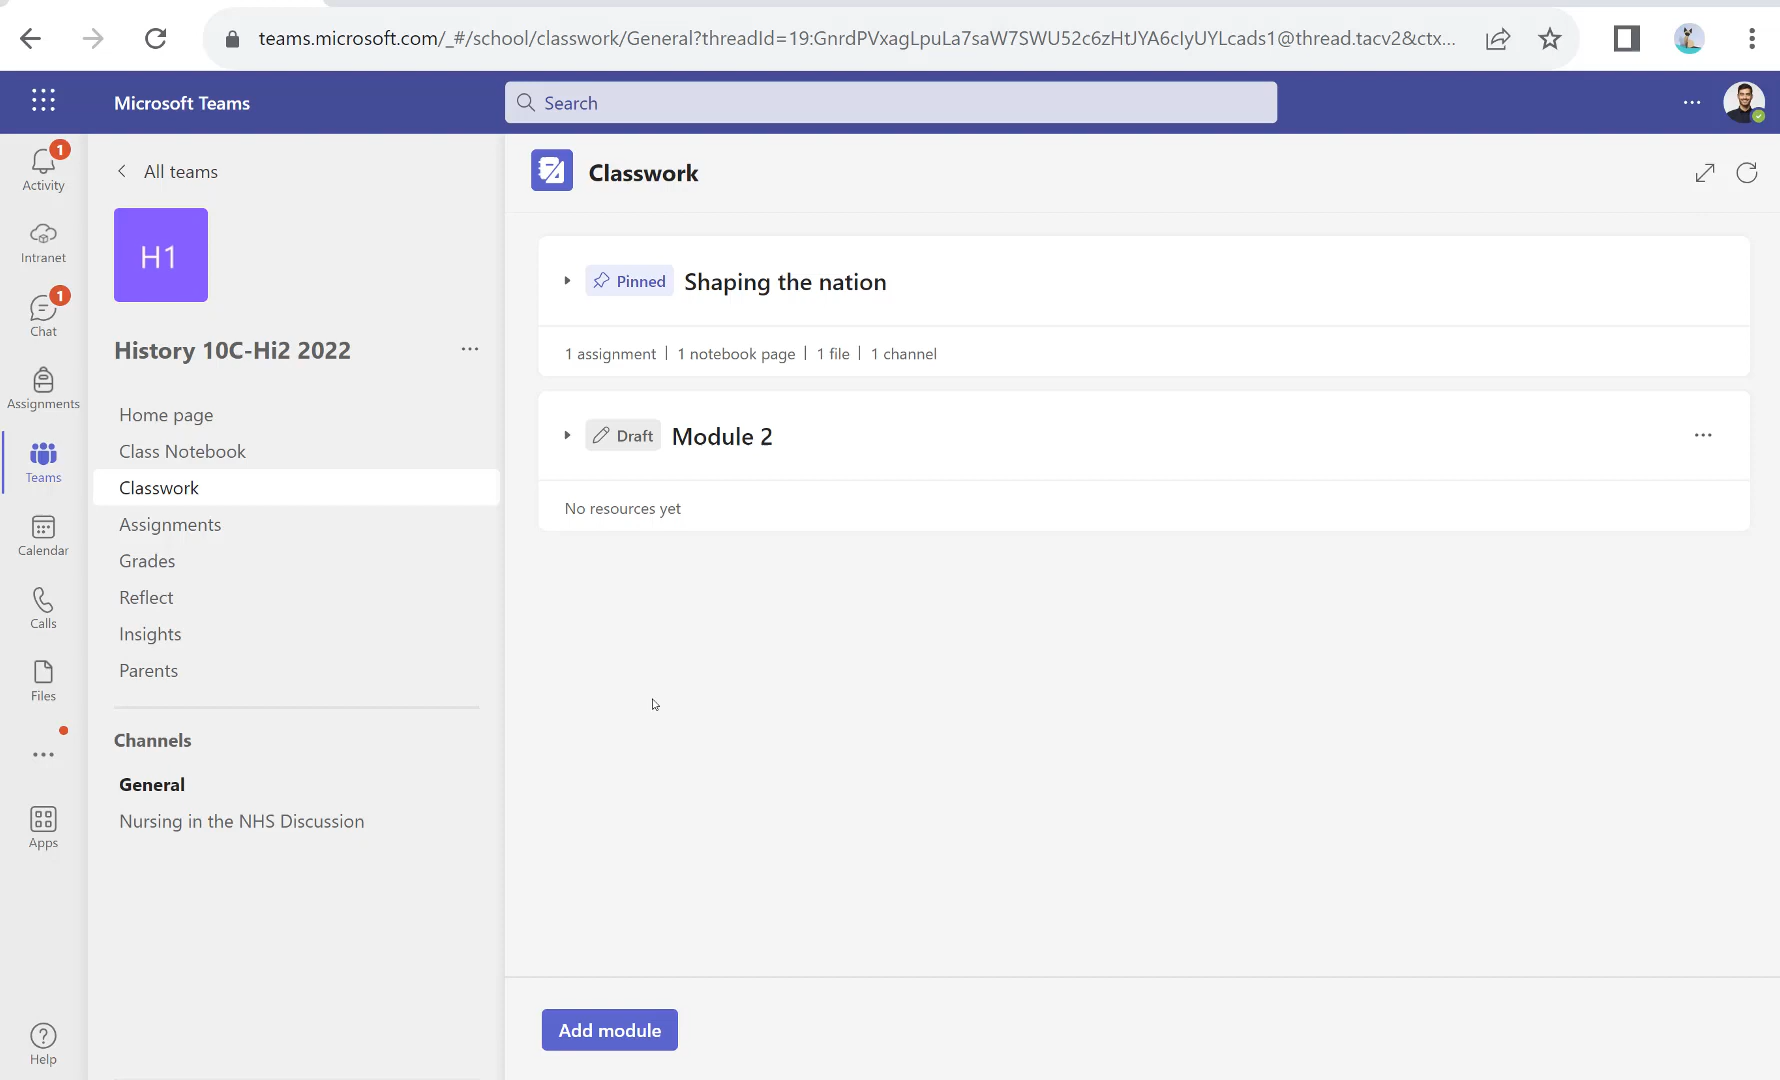 teams.microsoft.com/_#/school/classwork/General?threadId=19:GnrdPVxagLpuLa7saW7SWU52c6zHtJYA6cIyUYLcads1@thread.tacv2&ctx...
Microsoft Teams
Search
1
Activity
Intranet
1
Chat
Assignments
Teams
Calendar
Calls
Files
Apps
Help
All teams
H1
History 10C-Hi2 2022
Home page
Class Notebook
Classwork
Assignments
Grades
Reflect
Insights
Parents
Channels
General
Nursing in the NHS Discussion
Classwork
Pinned Shaping the nation
1 assignment | 1 notebook page | 1 file | 1 channel
Draft Module 2
No resources yet
Add module